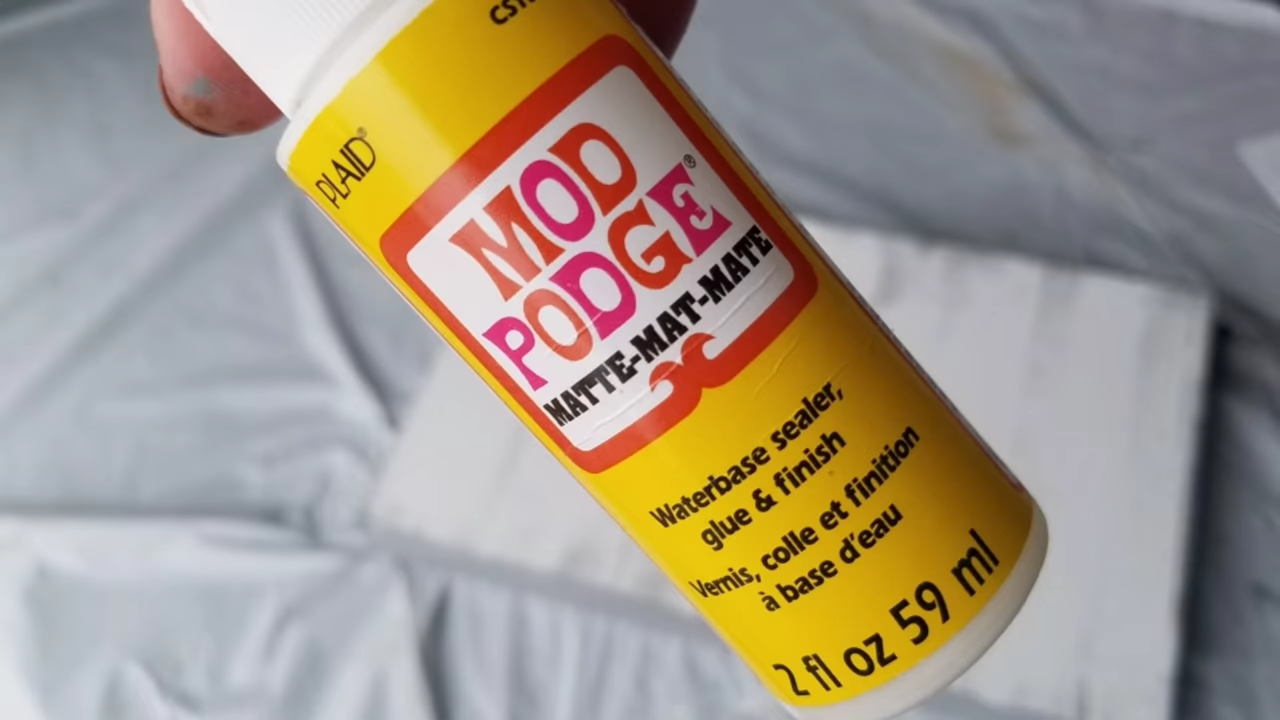 PLAID®
MOD
PODGE®
MATTE-MAT-MATE
Waterbase sealer,
glue & finish
Vernis, colle et finition
à base d'eau
2 fl oz 59 ml